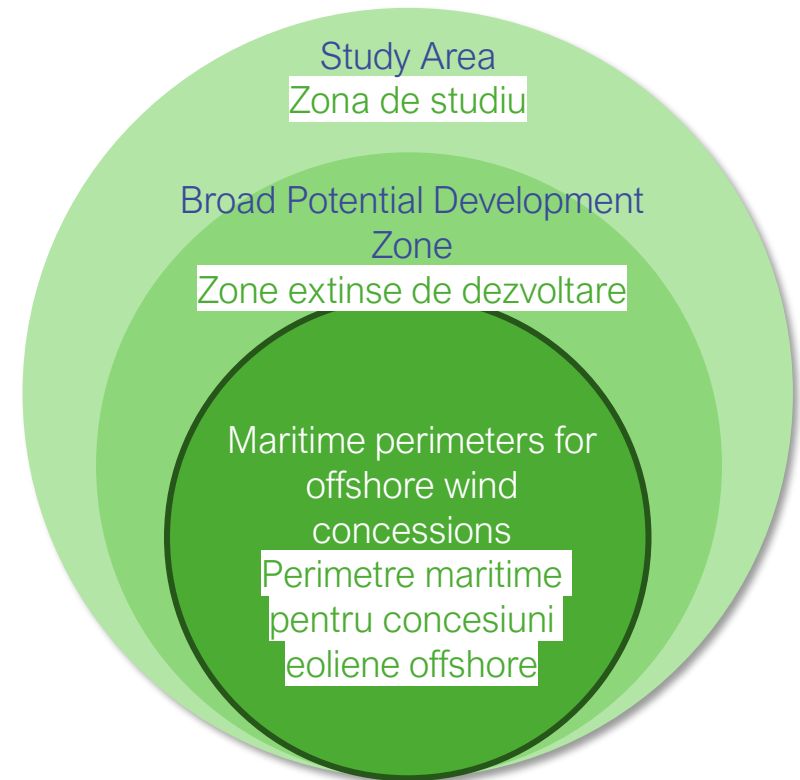 Study Area
Zona de studiu
Broad Potential Development
Zone
Zone extinse de dezvoltare
Maritime perimeters for
offshore wind
concessions
Perimetre maritime
pentru concesiuni
eoliene offshore